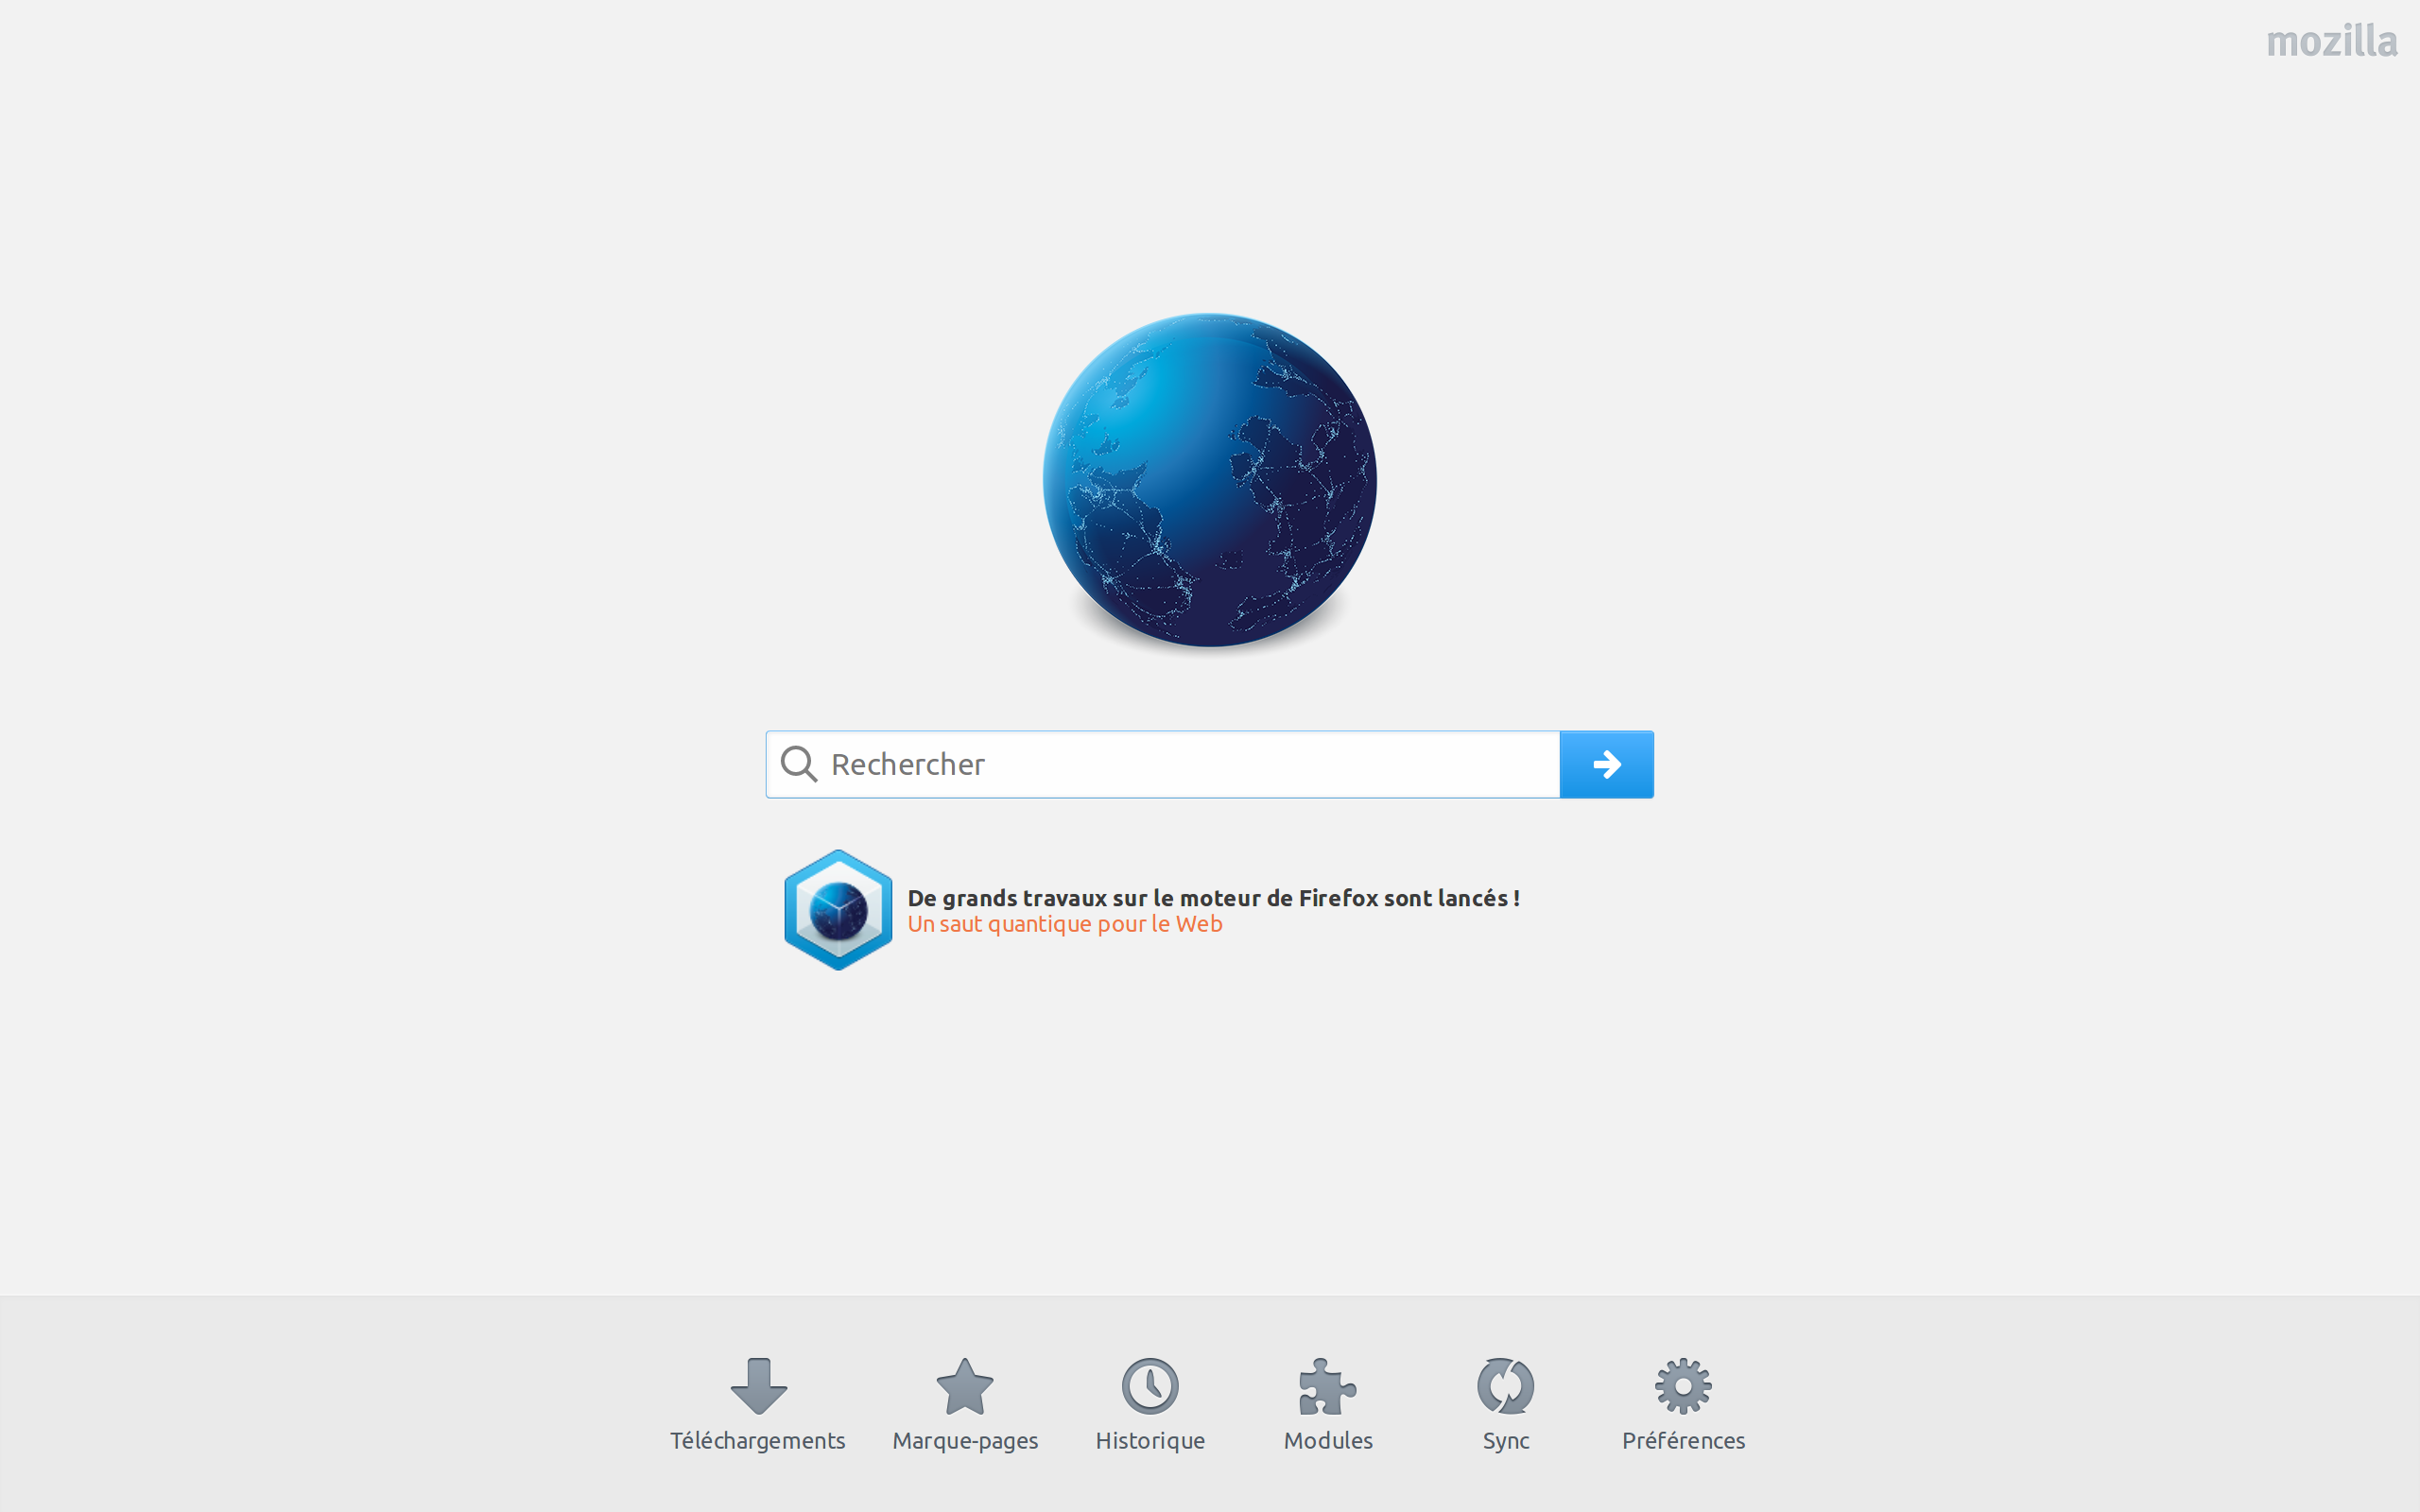 mozilla
Rechercher
De grands travaux sur le moteur de Firefox sont lancés !
Un saut quantique pour le Web
Téléchargements
Marque-pages
Historique
Modules
Sync
Préférences